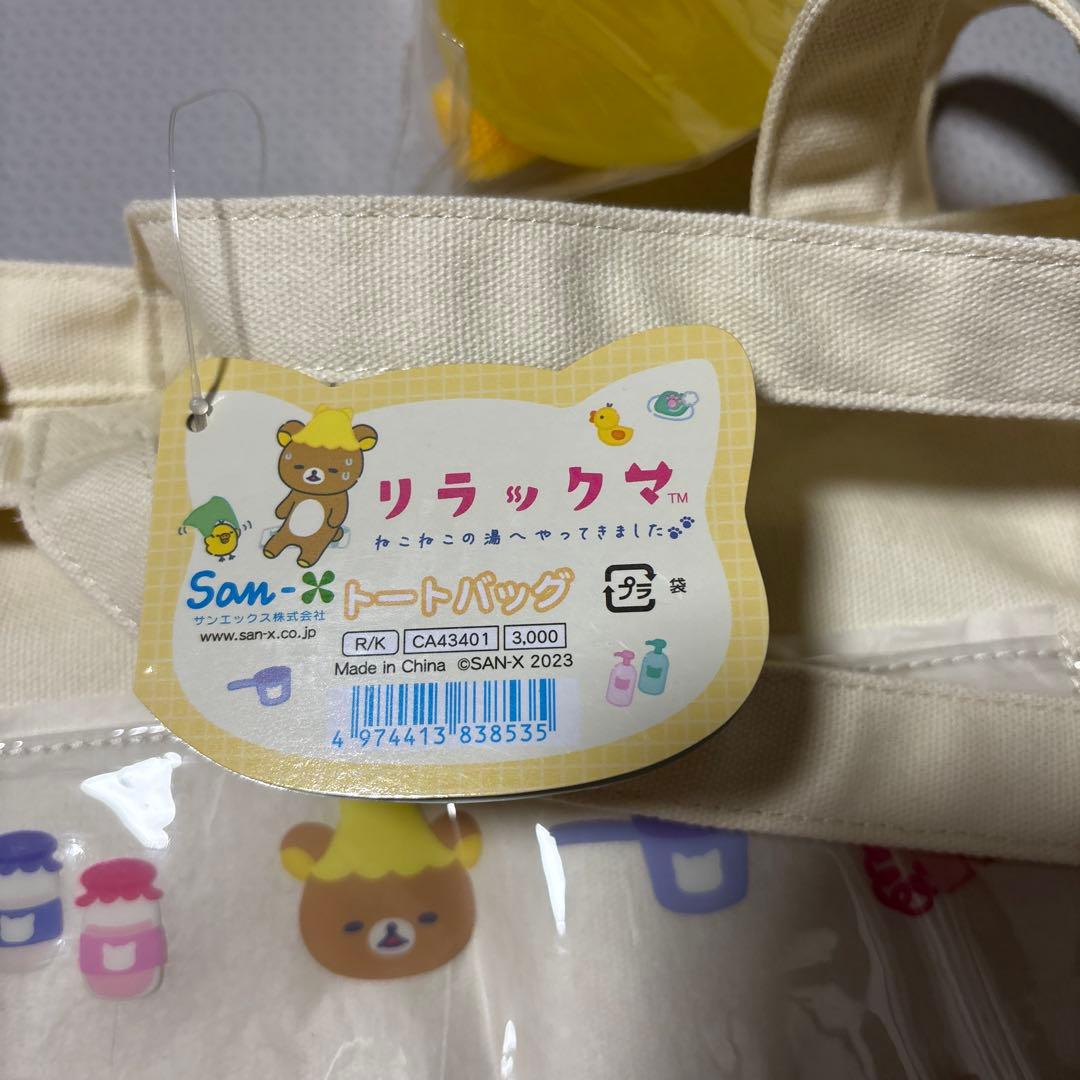 リラックマ™
ねこねこの湯へやってきました
San-X
サンエックス株式会社
www.san-x.co.jp
トートバッグ
プラ 袋
R/K CA43401 3,000
Made in China ©SAN-X 2023
4 974413 838535